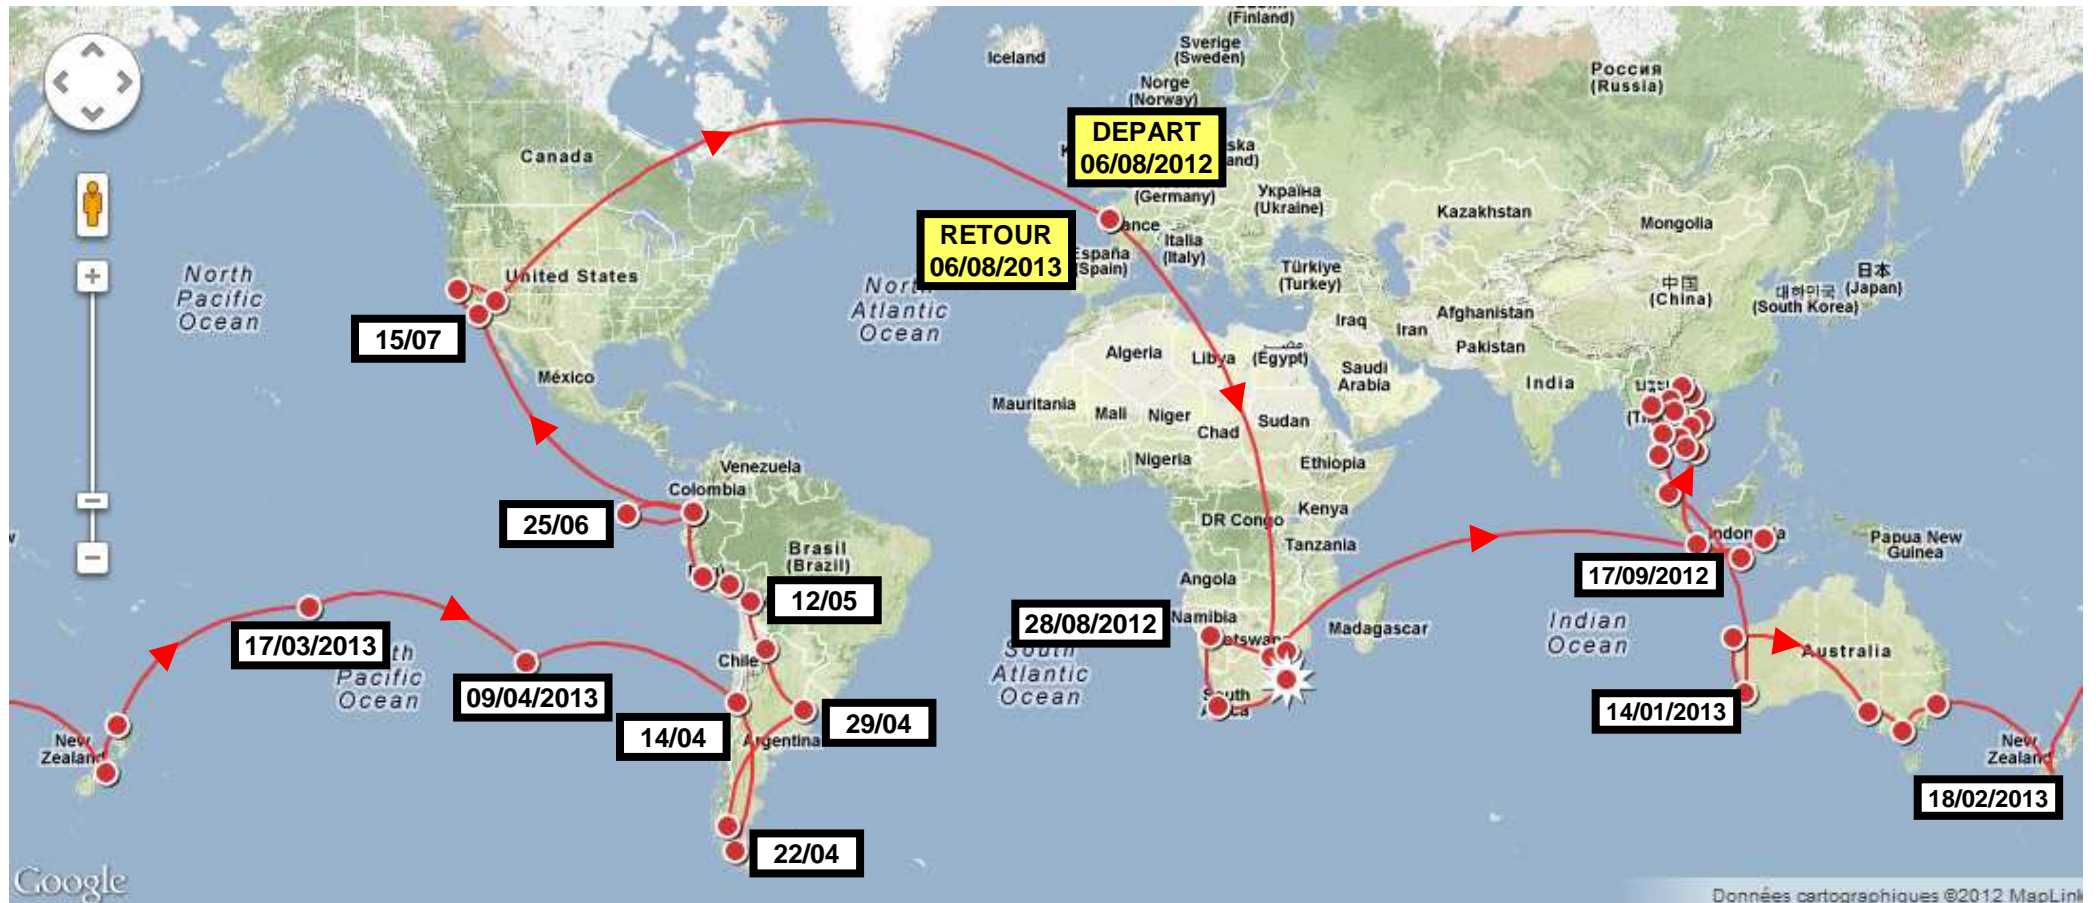 (Finland)
Iceland
Sverige
(Sweden)
Norge
(Norway)
Россия
(Russia)
DEPART
06/08/2012
Canada
(Germany)
Україна
(Ukraine)
Kazakhstan
Mongolia
RETOUR
06/08/2013
Italia
(Italy)
España
(Spain)
Türkiye
(Turkey)
United States
North
Pacific
Ocean
North
Atlantic
Ocean
中国
(China)
日本
(Japan)
대한민국
(South Korea)
15/07
Iraq
Iran
Afghanistan
Pakistan
Algeria
Libya
(Egypt)
Saudi
Arabia
India
México
Mauritania
Mali
Niger
Chad
Sudan
Nigeria
Ethiopia
Venezuela
Colombia
25/06
DR Congo
Kenya
Tanzania
Indonesia
Papua New
Guinea
Brasil
(Brazil)
Angola
17/09/2012
12/05
28/08/2012
Namibia
Botswana
Madagascar
Indian
Ocean
17/03/2013
Pacific
Ocean
09/04/2013
Chile
South
Atlantic
Ocean
South
Australia
14/04
29/04
Argentina
14/01/2013
New
Zealand
New
Zealand
18/02/2013
22/04
Google
Données cartographiques ©2012 MapLink